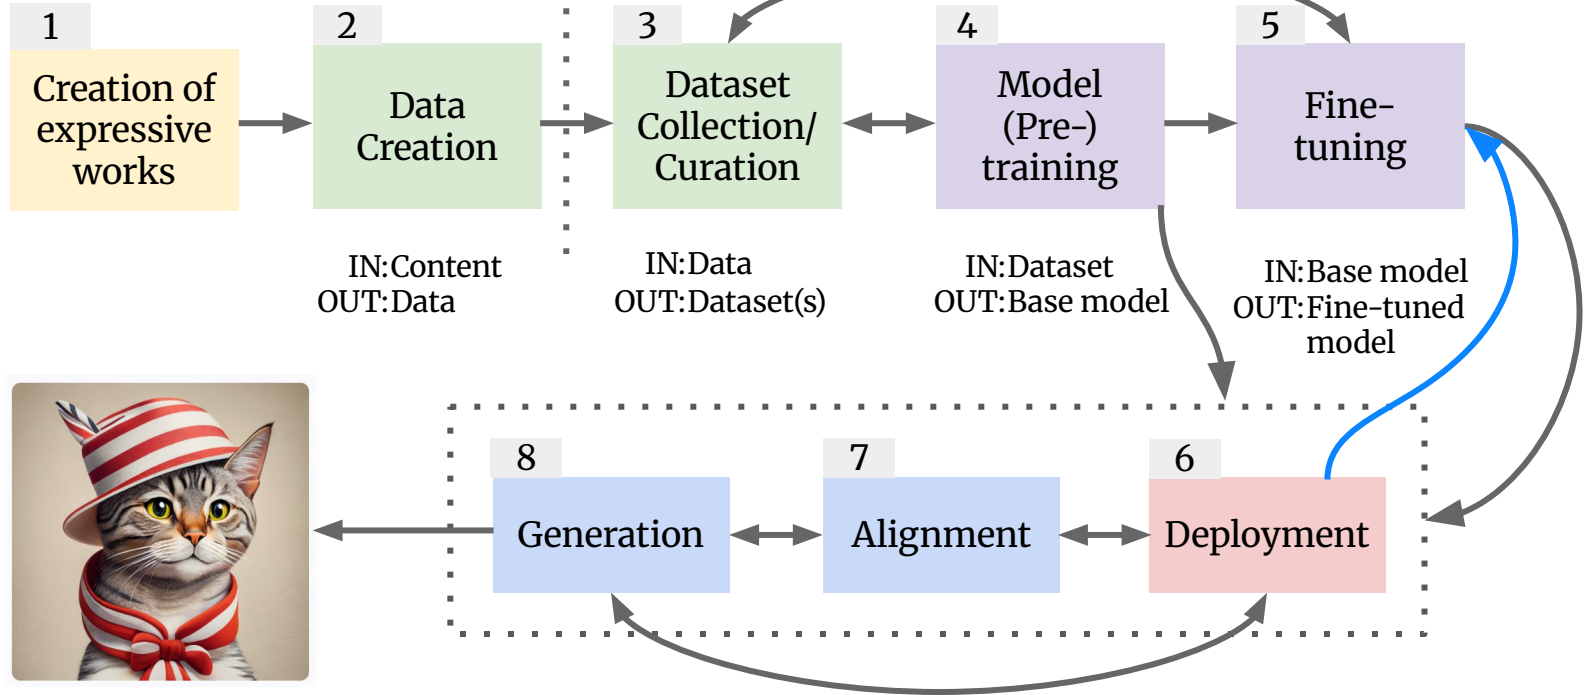 1
Creation of
expressive
works
2
Data
Creation
IN:Content
OUT:Data
3
Dataset
Collection/
Curation
IN:Data
OUT:Dataset(s)
4
Model
(Pre-)
training
IN:Dataset
OUT:Base model
5
Fine-
tuning
IN:Base model
OUT:Fine-tuned
model
8
Generation
7
Alignment
6
Deployment